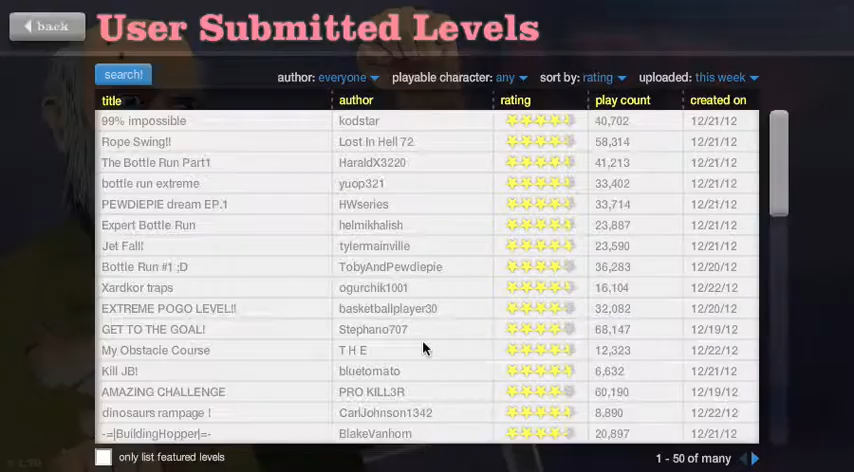 back User Submitted Levels
search! author: everyone playable character: any sort by: rating uploaded: this week
title author rating play count created on
99% impossible kodstar 40,702 12/21/12
Rope Swing!! Lost In Hell 72 58,314 12/21/12
The Bottle Run Part1 HaraldX3220 41,213 12/21/12
bottle run extreme yuop321 33,402 12/21/12
PEWDIEPIE dream EP.1 HWseries 33,714 12/21/12
Expert Bottle Run helmikhalish 23,887 12/21/12
Jet Fall! tylermainville 23,590 12/21/12
Bottle Run #1 ;D TobyAndPewdiepie 36,283 12/20/12
Xardkor traps ogurchik1001 16,104 12/22/12
EXTREME POGO LEVEL!! basketballplayer30 32,082 12/20/12
GET TO THE GOAL! Stephano707 68,147 12/19/12
My Obstacle Course T H E 12,323 12/22/12
Kill JB! bluetomato 6,632 12/21/12
AMAZING CHALLENGE PRO KILL3R 60,190 12/19/12
dinosaurs rampage ! CarlJohnson1342 8,890 12/22/12
-=|BuildingHopper|=- BlakeVanhorn 20,897 12/21/12
only list featured levels 1 - 50 of many